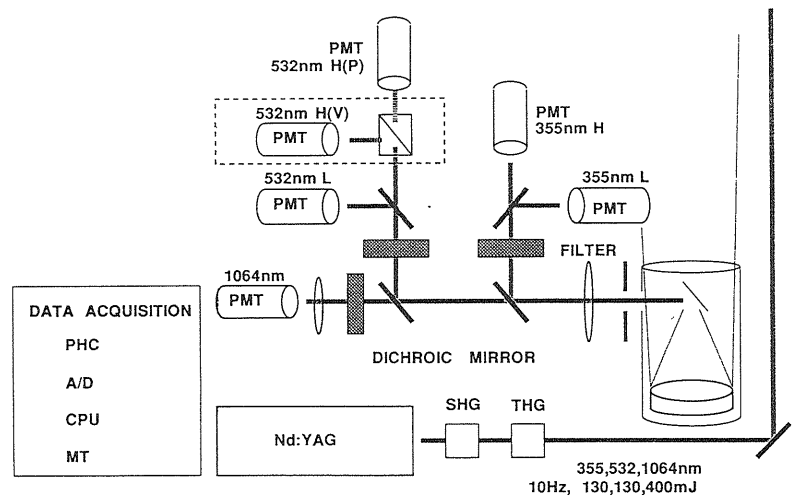 PMT
532nm H(P)
532nm H(V)
PMT
PMT
355nm H
532nm L
PMT
355nm L
PMT
FILTER
1064nm
PMT
DATA ACQUISITION
PHC
A/D
CPU
MT
DICHROIC MIRROR
SHG
THG
Nd:YAG
355,532,1064nm
10Hz, 130,130,400mJ